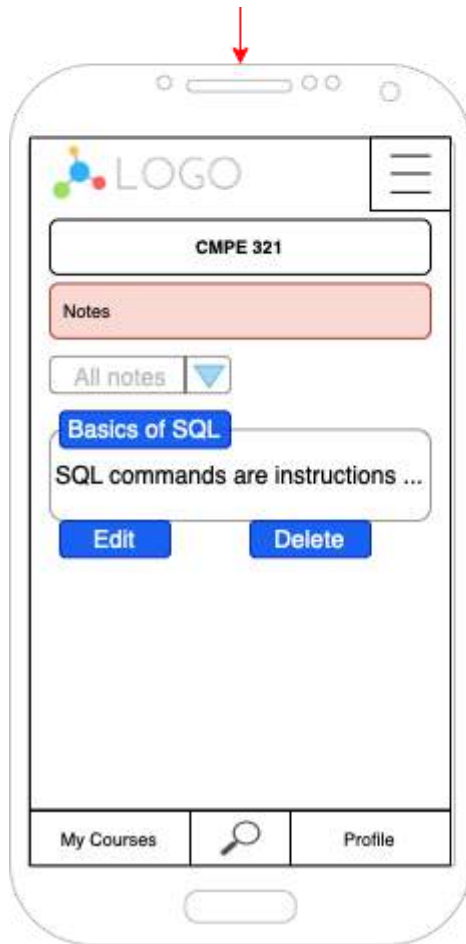 LOGO
CMPE 321
Notes
All notes
Basics of SQL
SQL commands are instructions ...
Edit Delete
My Courses Profile